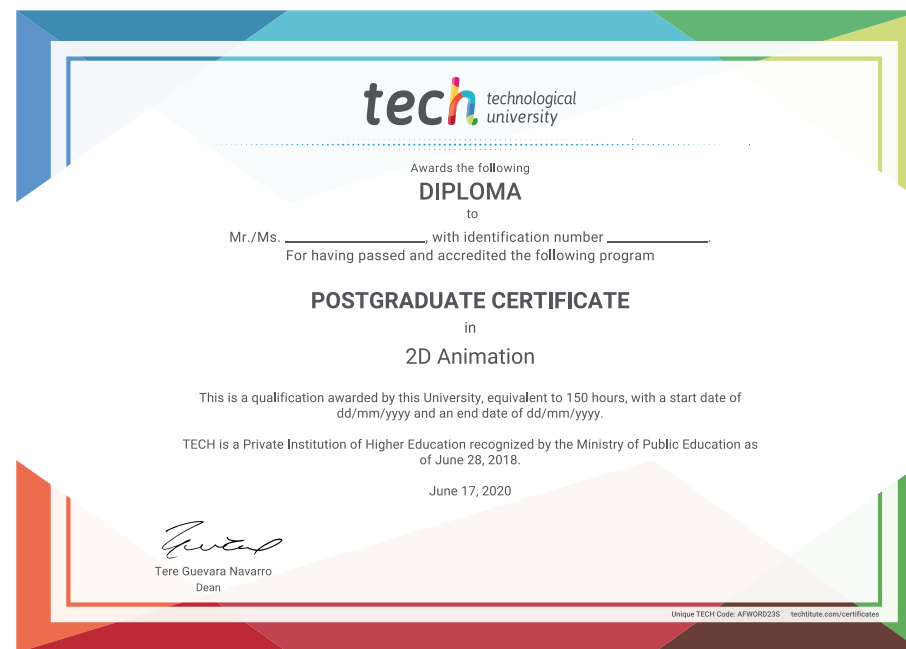 tech technological
university
Awards the following
DIPLOMA
to
Mr./Ms. ____________________, with identification number ______________.
For having passed and accredited the following program
POSTGRADUATE CERTIFICATE
in
2D Animation
This is a qualification awarded by this University, equivalent to 150 hours, with a start date of
dd/mm/yyyy and an end date of dd/mm/yyyy.
TECH is a Private Institution of Higher Education recognized by the Ministry of Public Education as
of June 28, 2018.
June 17, 2020
Tere Guevara Navarro
Dean
Unique TECH Code: AFWORD23S techtitute.com/certificates